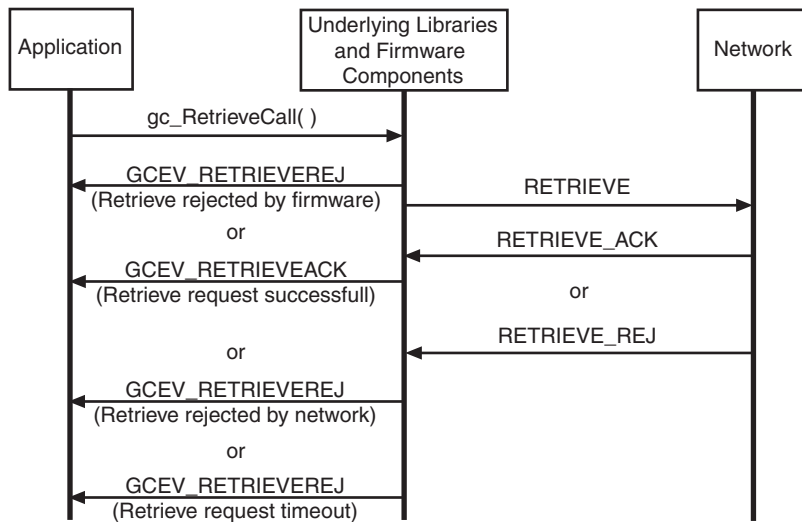 Application
Underlying Libraries
and Firmware
Components
Network
gc_RetrieveCall( )
GCEV_RETRIEVEREJ
(Retrieve rejected by firmware)
RETRIEVE
or
RETRIEVE_ACK
GCEV_RETRIEVEACK
(Retrieve request successfull)
or
RETRIEVE_REJ
or
GCEV_RETRIEVEREJ
(Retrieve rejected by network)
or
GCEV_RETRIEVEREJ
(Retrieve request timeout)